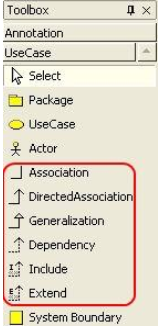 Toolbox
Annotation
UseCase
Select
Package
UseCase
Actor
Association
DirectedAssociation
Generalization
Dependency
Include
Extend
System Boundary